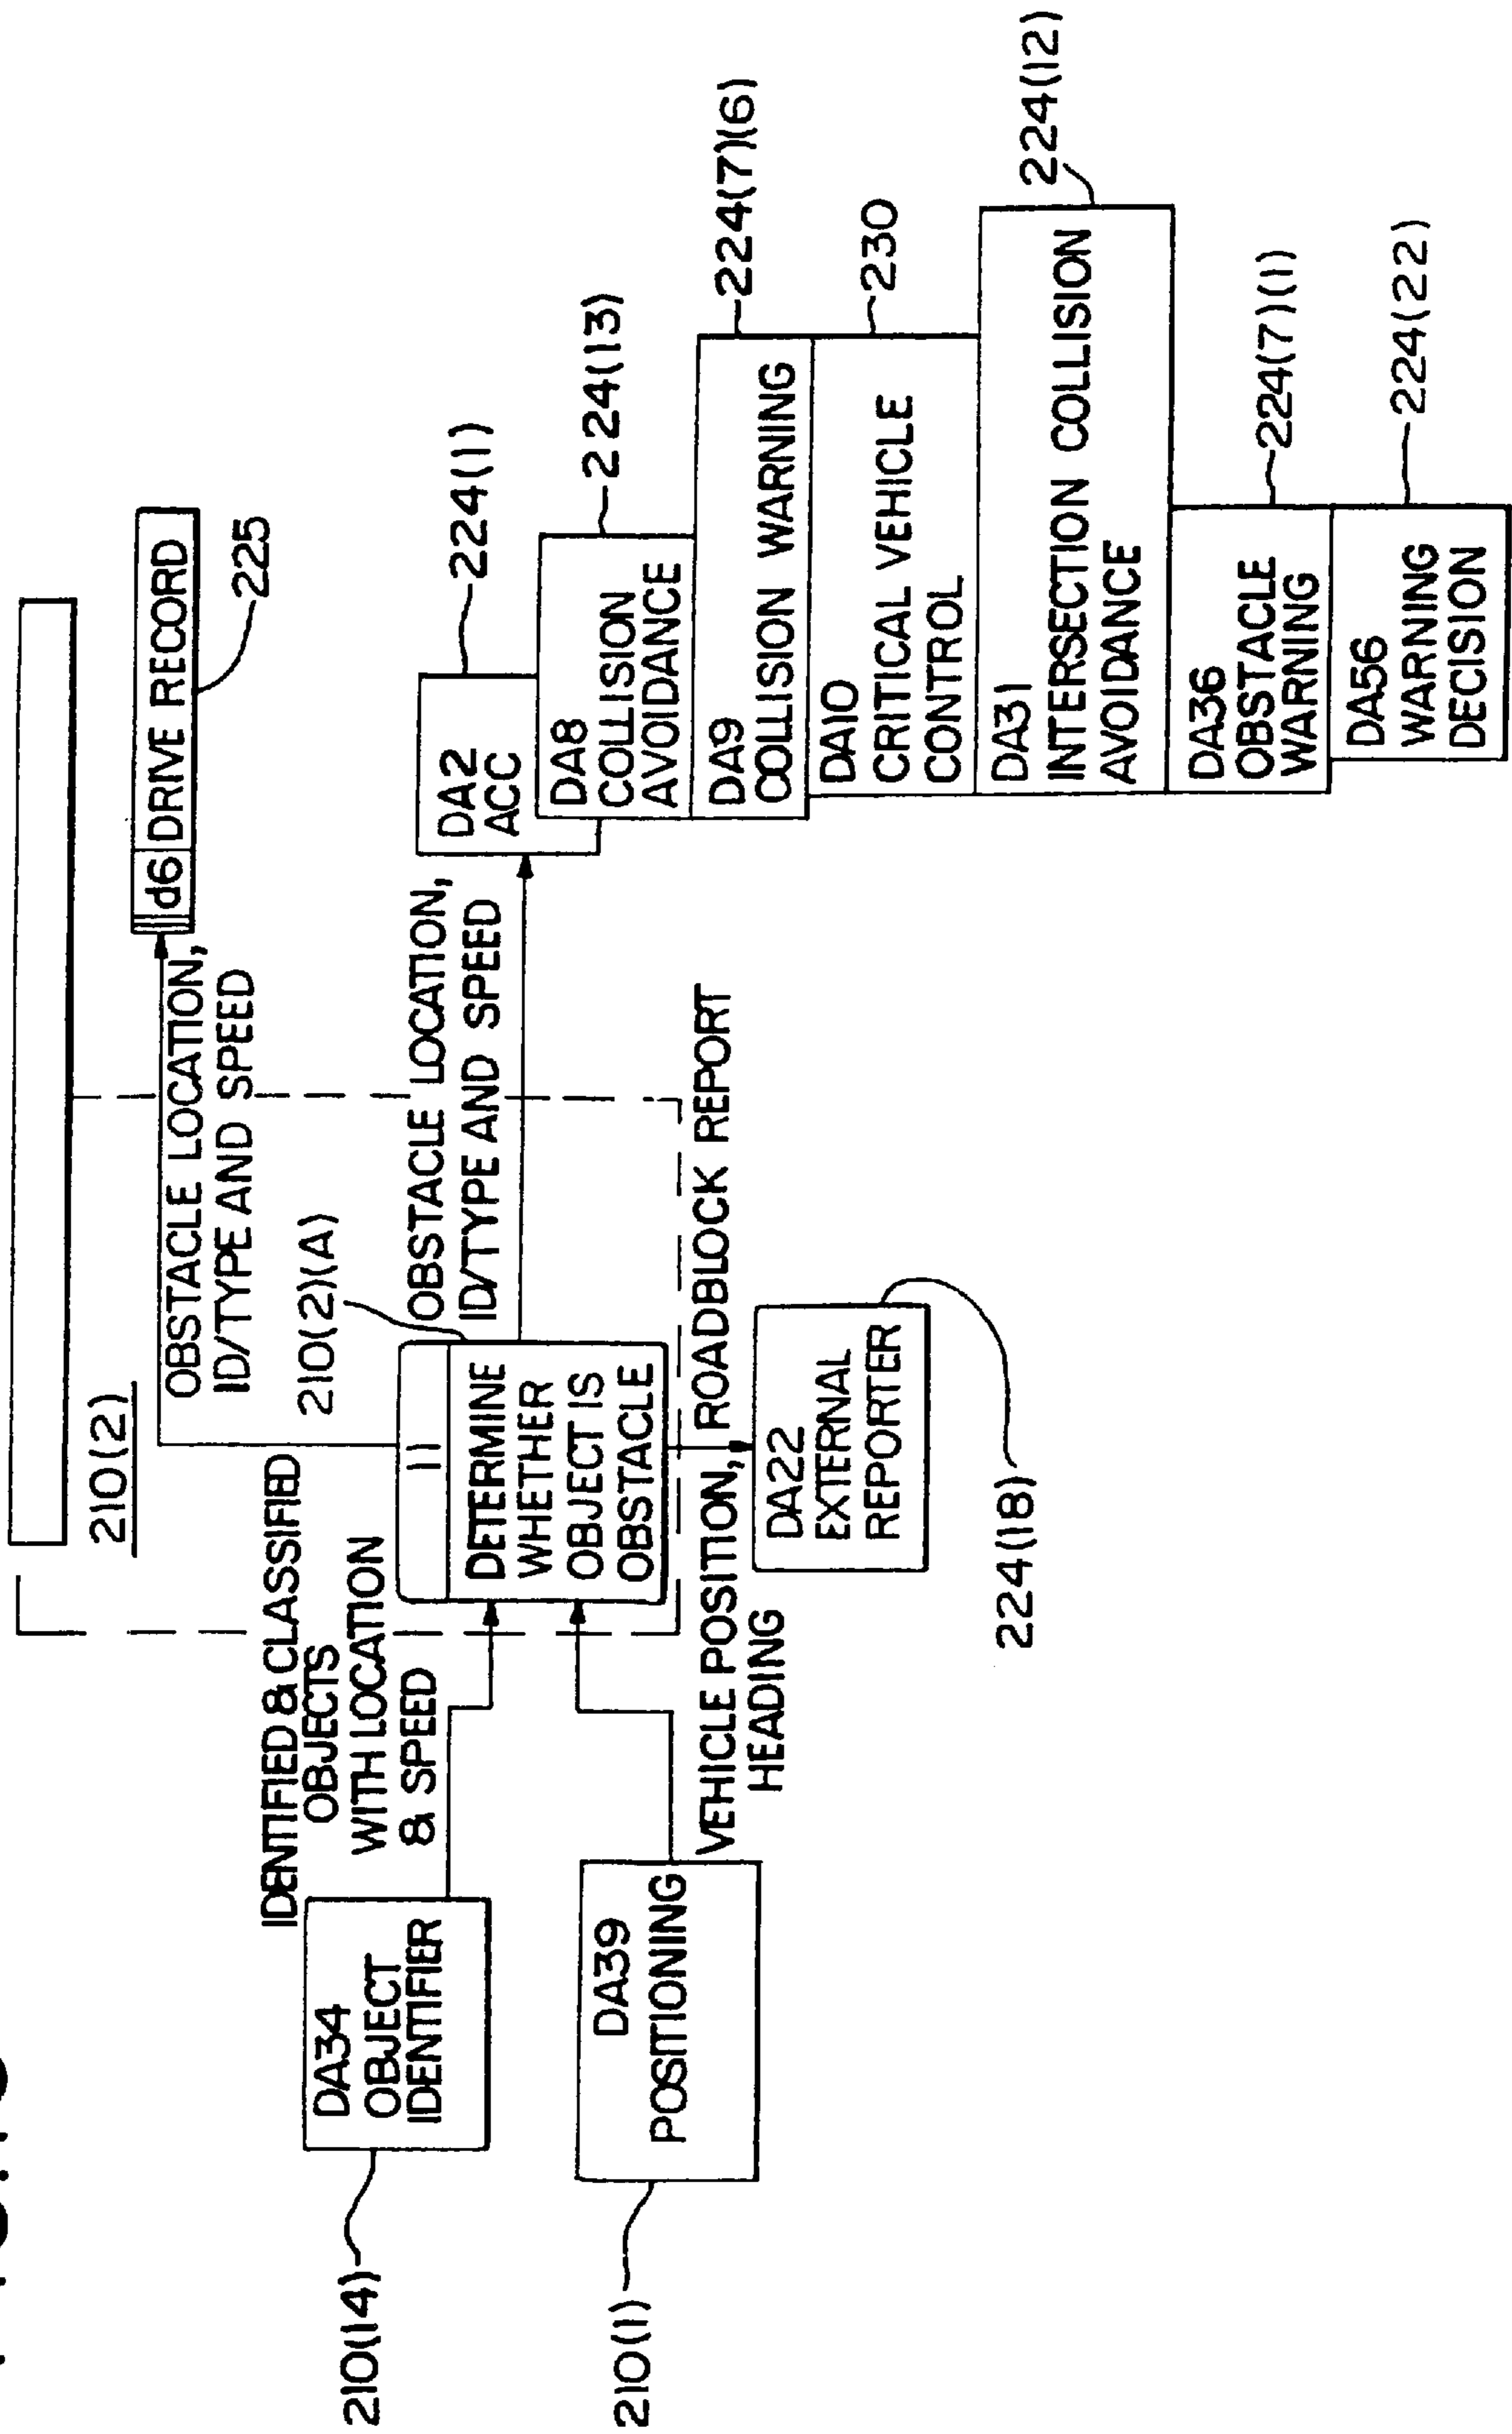 210(2)
d6 DRIVE RECORD
225
OBSTACLE LOCATION,
ID/TYPE AND SPEED
IDENTIFIED & CLASSIFIED
OBJECTS
WITH LOCATION
& SPEED
210(2)(A)
DA34
OBJECT
IDENTIFIER
210(14)
DETERMINE
WHETHER
OBJECT IS
OBSTACLE
OBSTACLE LOCATION,
ID/TYPE AND SPEED
DA39
POSITIONING
210(1)
VEHICLE POSITION,
HEADING
ROADBLOCK REPORT
DA22
EXTERNAL
REPORTER
224(18)
DA2
ACC
224(1)
DA8
COLLISION
AVOIDANCE
224(13)
DA9
COLLISION WARNING
224(7)(6)
DA10
CRITICAL VEHICLE
CONTROL
230
DA31
INTERSECTION COLLISION
AVOIDANCE
224(12)
DA36
OBSTACLE
WARNING
224(7)(1)
DA56
WARNING
DECISION
224(22)